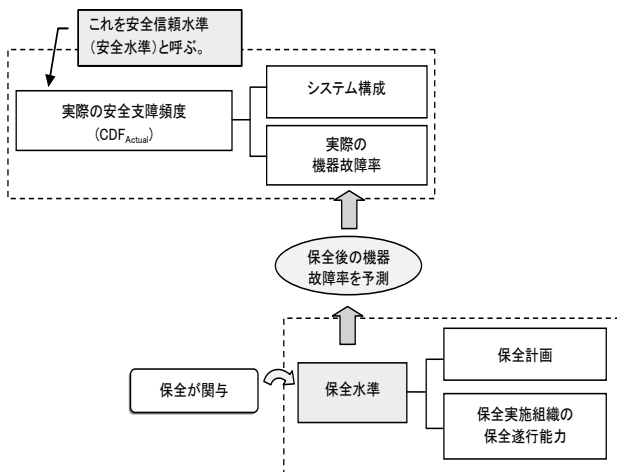 これを安全信頼水準
(安全水準)と呼ぶ。
実際の安全支障頻度
(CDFActual)
システム構成
実際の
機器故障率
保全後の機器
故障率を予測
保全が関与
保全水準
保全計画
保全実施組織の
保全遂行能力